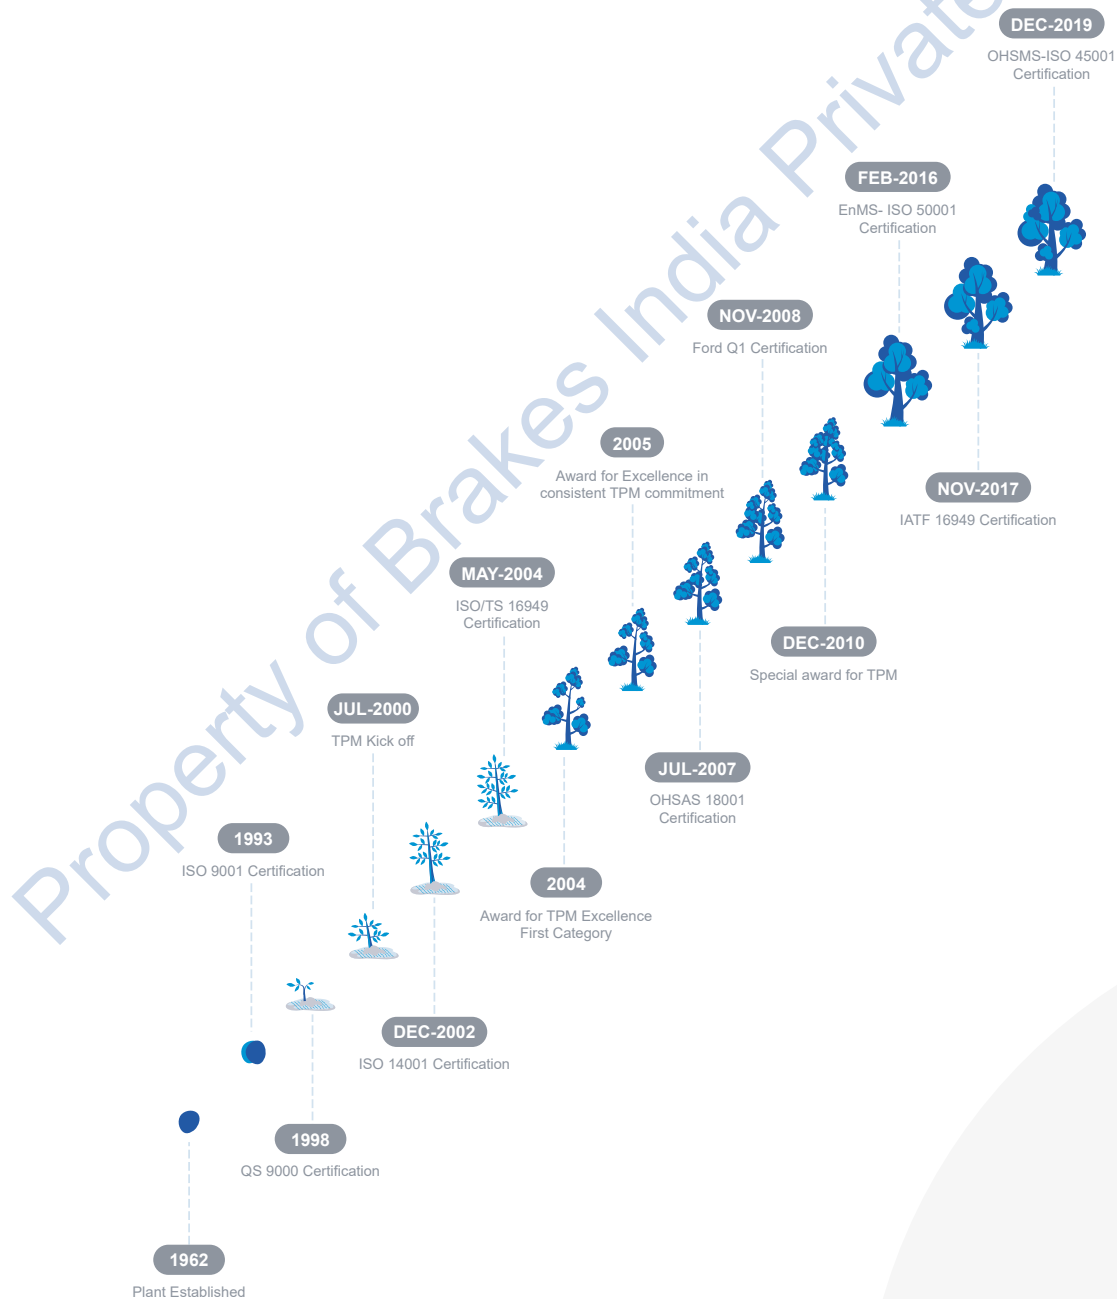 DEC-2019
OHSMS-ISO 45001
Certification
FEB-2016
EnMS- ISO 50001
Certification
NOV-2008
Ford Q1 Certification
2005
Award for Excellence in
consistent TPM commitment
NOV-2017
IATF 16949 Certification
MAY-2004
ISO/TS 16949
Certification
DEC-2010
Special award for TPM
JUL-2000
TPM Kick off
JUL-2007
OHSAS 18001
Certification
1993
ISO 9001 Certification
2004
Award for TPM Excellence
First Category
DEC-2002
ISO 14001 Certification
1998
QS 9000 Certification
1962
Plant Established
Property of Brakes India Private